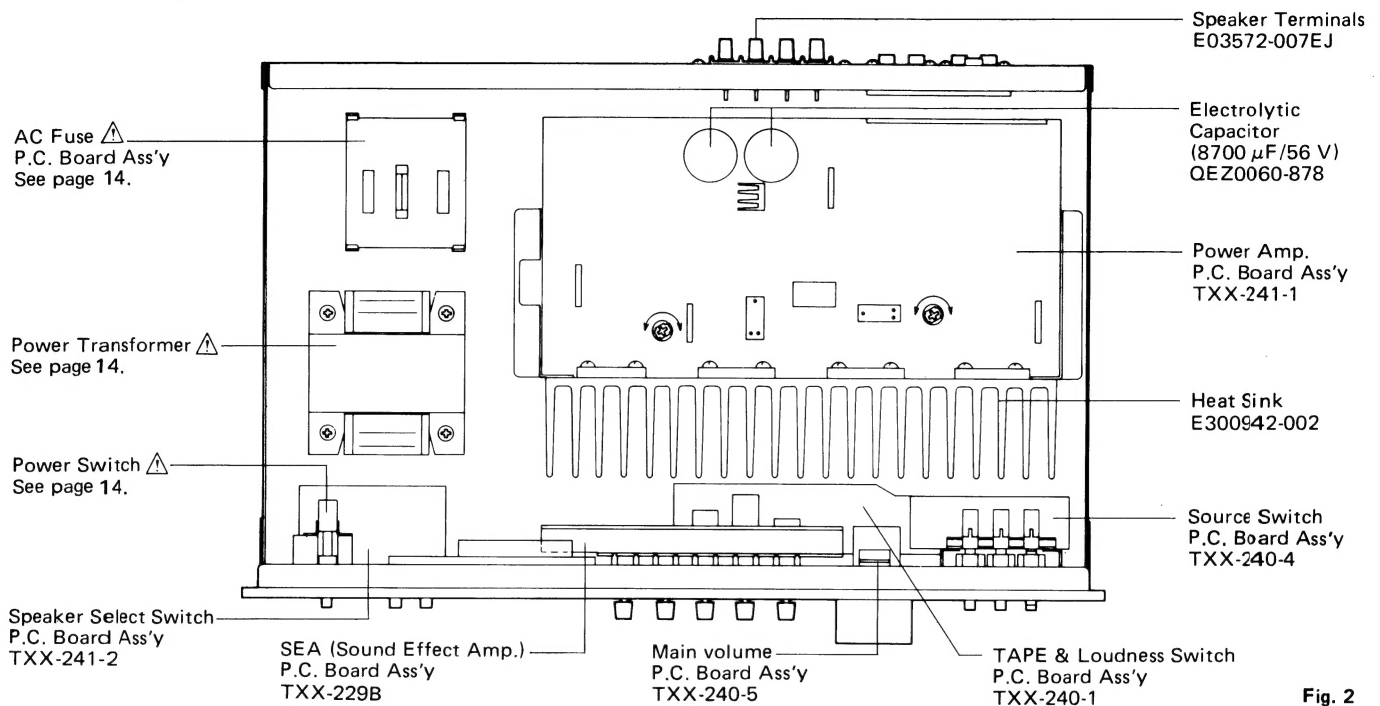 Speaker Terminals
E03572-007EJ
Electrolytic
Capacitor
(8700 µF/56 V)
QEZ0060-878
AC Fuse ⚠
P.C. Board Ass'y
See page 14.
Power Amp.
P.C. Board Ass'y
TXX-241-1
Power Transformer ⚠
See page 14.
Heat Sink
E300942-002
Power Switch ⚠
See page 14.
Source Switch
P.C. Board Ass'y
TXX-240-4
Speaker Select Switch
P.C. Board Ass'y
TXX-241-2
SEA (Sound Effect Amp.)
P.C. Board Ass'y
TXX-229B
Main volume
P.C. Board Ass'y
TXX-240-5
TAPE & Loudness Switch
P.C. Board Ass'y
TXX-240-1
Fig. 2